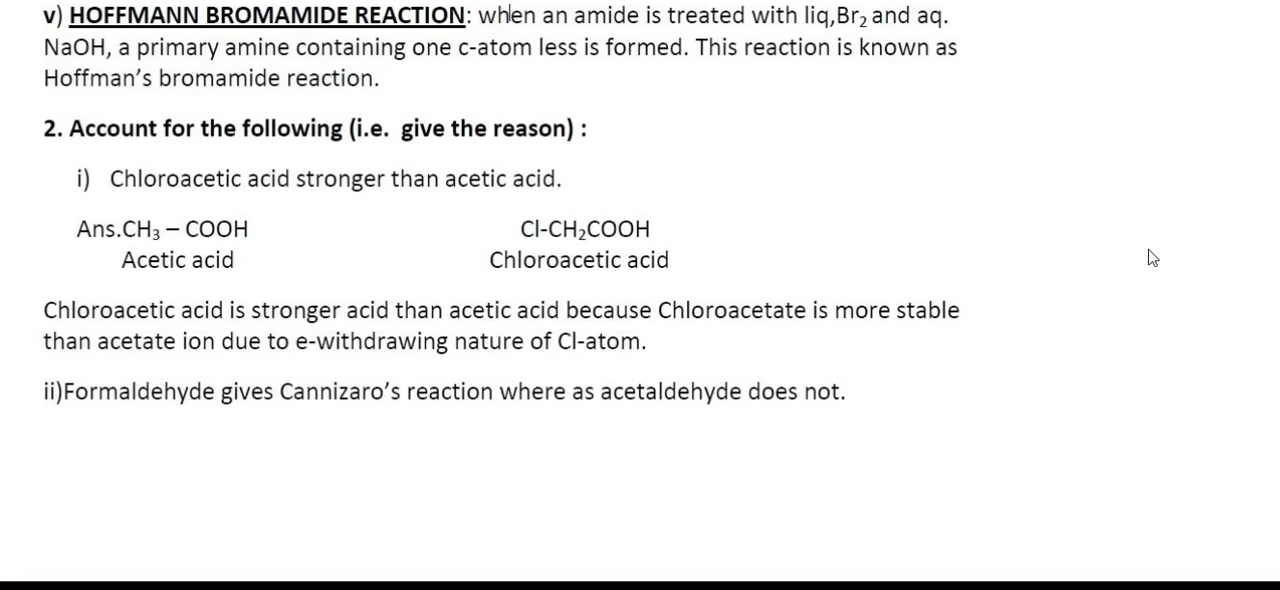 v) HOFFMANN BROMAMIDE REACTION: when an amide is treated with liq,Br₂ and aq.
NaOH, a primary amine containing one c-atom less is formed. This reaction is known as
Hoffman’s bromamide reaction.
2. Account for the following (i.e. give the reason) :
i) Chloroacetic acid stronger than acetic acid.
Ans.CH₃ – COOH Cl-CH₂COOH
Acetic acid Chloroacetic acid
Chloroacetic acid is stronger acid than acetic acid because Chloroacetate is more stable
than acetate ion due to e-withdrawing nature of Cl-atom.
ii)Formaldehyde gives Cannizaro’s reaction where as acetaldehyde does not.